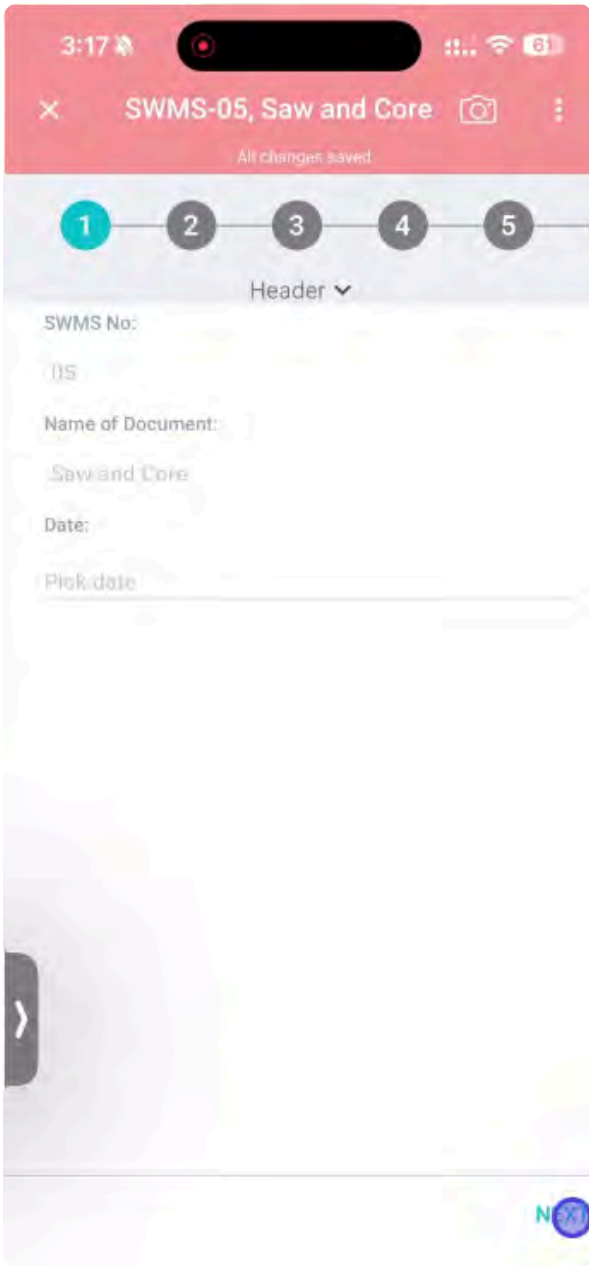 3:17
SWMS-05, Saw and Core
All changes saved
1 2 3 4 5
Header
SWMS No:
05
Name of Document:
Saw and Core
Date:
Pick date
NEXT